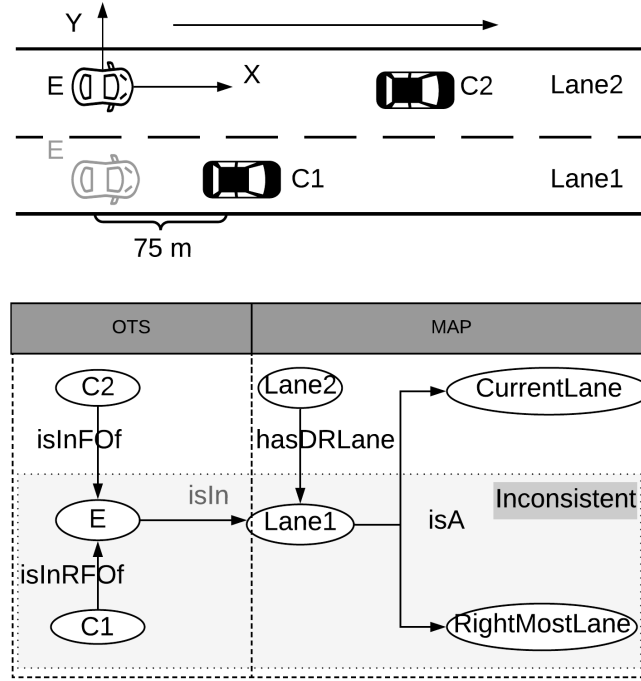 Y
E
X
C2
Lane2
E
C1
Lane1
75 m
OTS
MAP
C2
Lane2
CurrentLane
isInFOf
hasDRLane
isIn
Inconsistent
E
Lane1
isA
isInRFOf
C1
RightMostLane